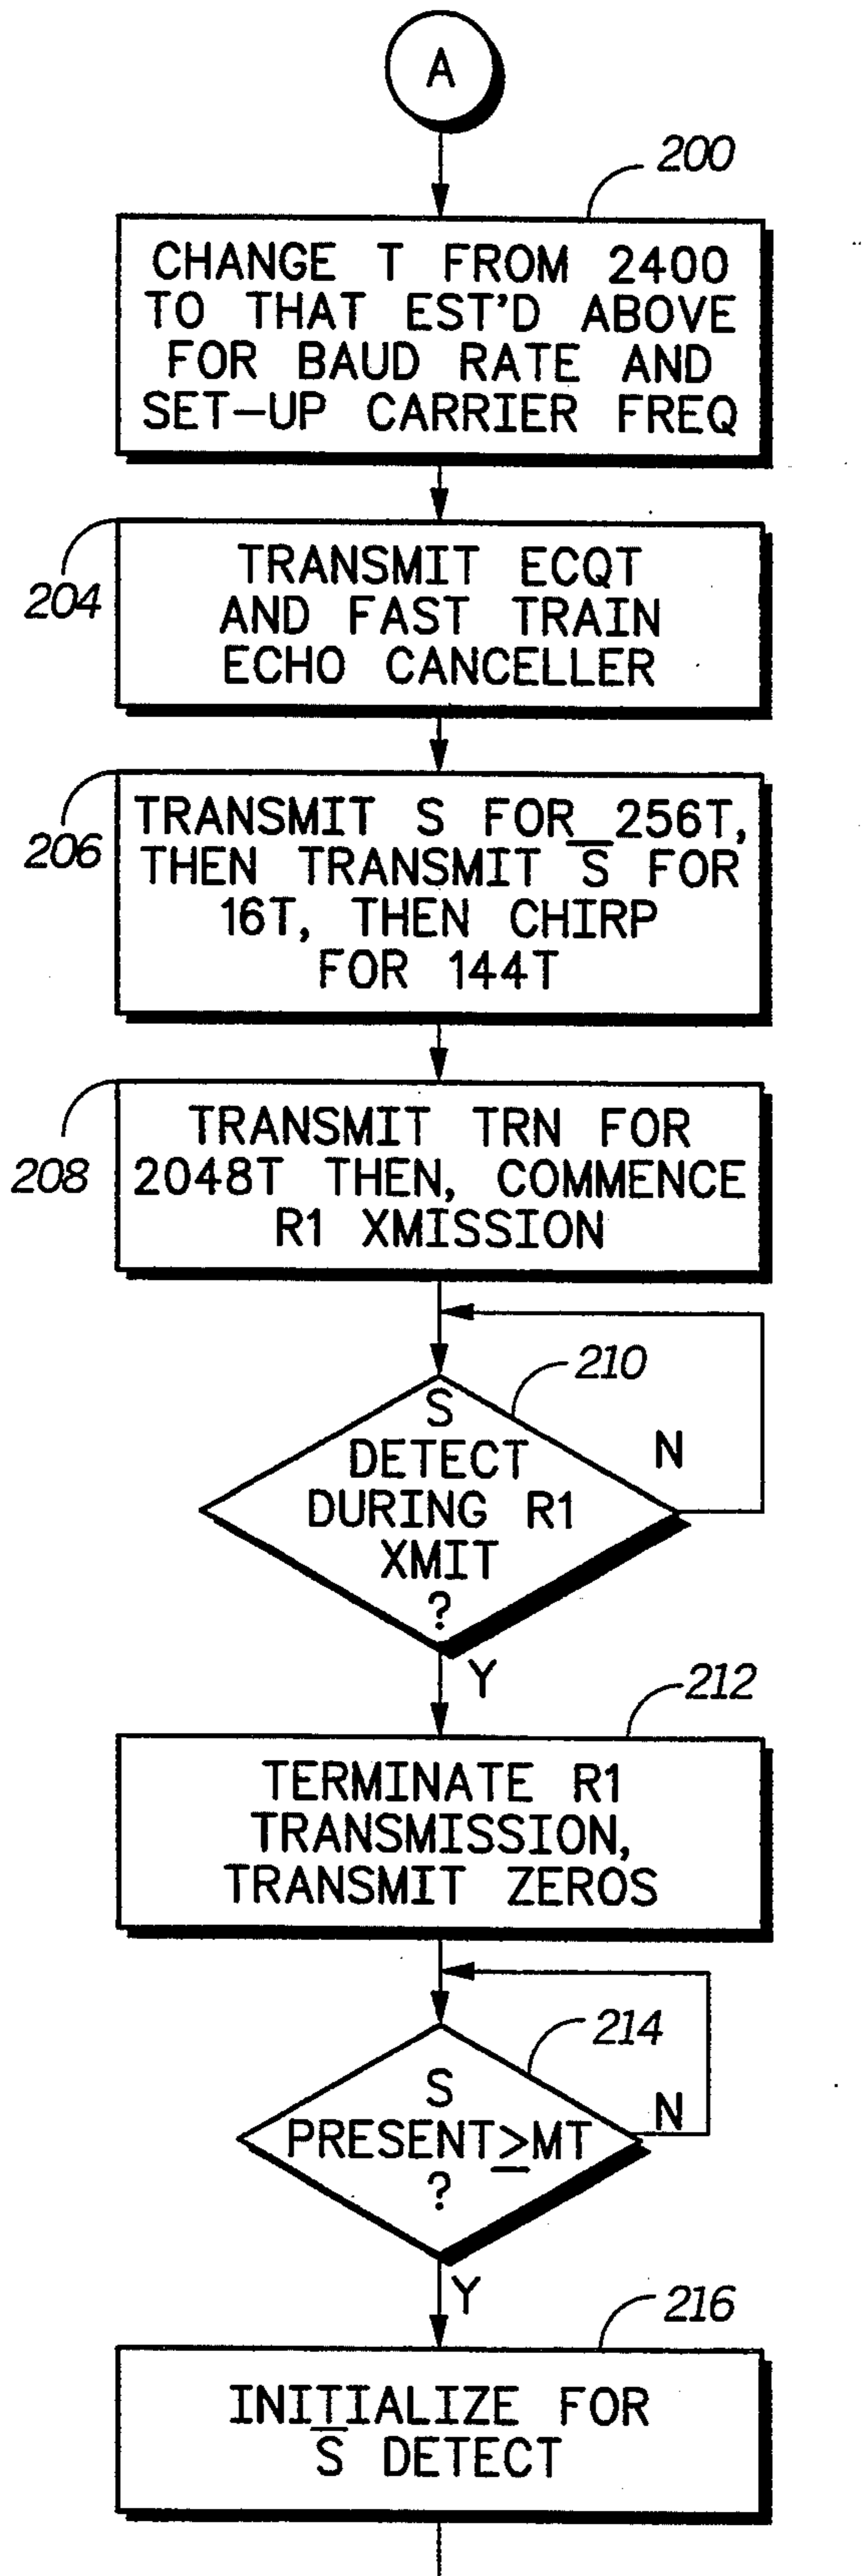 A
200
CHANGE T FROM 2400
TO THAT EST'D ABOVE
FOR BAUD RATE AND
SET-UP CARRIER FREQ
204
TRANSMIT ECQT
AND FAST TRAIN
ECHO CANCELLER
206
TRANSMIT S FOR 256T,
THEN TRANSMIT S̅ FOR
16T, THEN CHIRP
FOR 144T
208
TRANSMIT TRN FOR
2048T THEN, COMMENCE
R1 XMISSION
210
S
DETECT
DURING R1
XMIT
?
N
Y
212
TERMINATE R1
TRANSMISSION,
TRANSMIT ZEROS
214
S
PRESENT≥MT
?
N
Y
216
INITIALIZE FOR
S̅ DETECT